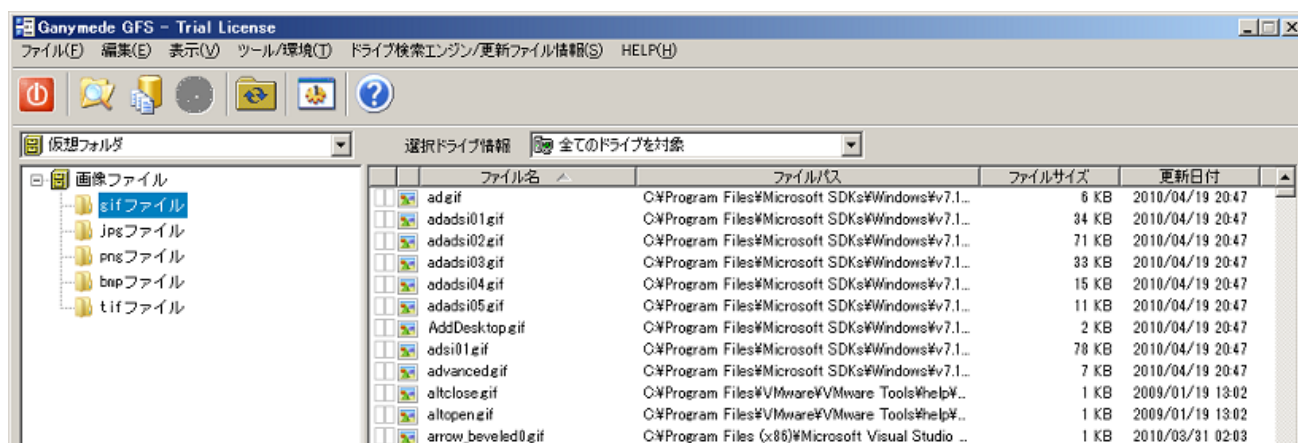 Ganymede GFS - Trial License
ファイル(F) 編集(E) 表示(V) ツール/環境(T) ドライブ検索エンジン/更新ファイル情報(S) HELP(H)
仮想フォルダ 選択ドライブ情報 全てのドライブを対象
画像ファイル
gifファイル
jpgファイル
pngファイル
bmpファイル
tifファイル
ファイル名 ファイルパス ファイルサイズ 更新日付
ad.gif C:¥Program Files¥Microsoft SDKs¥Windows¥v7.1... 6 KB 2010/04/19 20:47
adadsi01.gif C:¥Program Files¥Microsoft SDKs¥Windows¥v7.1... 34 KB 2010/04/19 20:47
adadsi02.gif C:¥Program Files¥Microsoft SDKs¥Windows¥v7.1... 71 KB 2010/04/19 20:47
adadsi03.gif C:¥Program Files¥Microsoft SDKs¥Windows¥v7.1... 33 KB 2010/04/19 20:47
adadsi04.gif C:¥Program Files¥Microsoft SDKs¥Windows¥v7.1... 15 KB 2010/04/19 20:47
adadsi05.gif C:¥Program Files¥Microsoft SDKs¥Windows¥v7.1... 11 KB 2010/04/19 20:47
AddDesktop.gif C:¥Program Files¥Microsoft SDKs¥Windows¥v7.1... 2 KB 2010/04/19 20:47
adsi01.gif C:¥Program Files¥Microsoft SDKs¥Windows¥v7.1... 78 KB 2010/04/19 20:47
advanced.gif C:¥Program Files¥Microsoft SDKs¥Windows¥v7.1... 7 KB 2010/04/19 20:47
altclose.gif C:¥Program Files¥VMware¥VMware Tools¥help¥... 1 KB 2009/01/19 13:02
altopen.gif C:¥Program Files¥VMware¥VMware Tools¥help¥... 1 KB 2009/01/19 13:02
arrow_beveled0.gif C:¥Program Files (x86)¥Microsoft Visual Studio ... 1 KB 2010/03/31 02:03